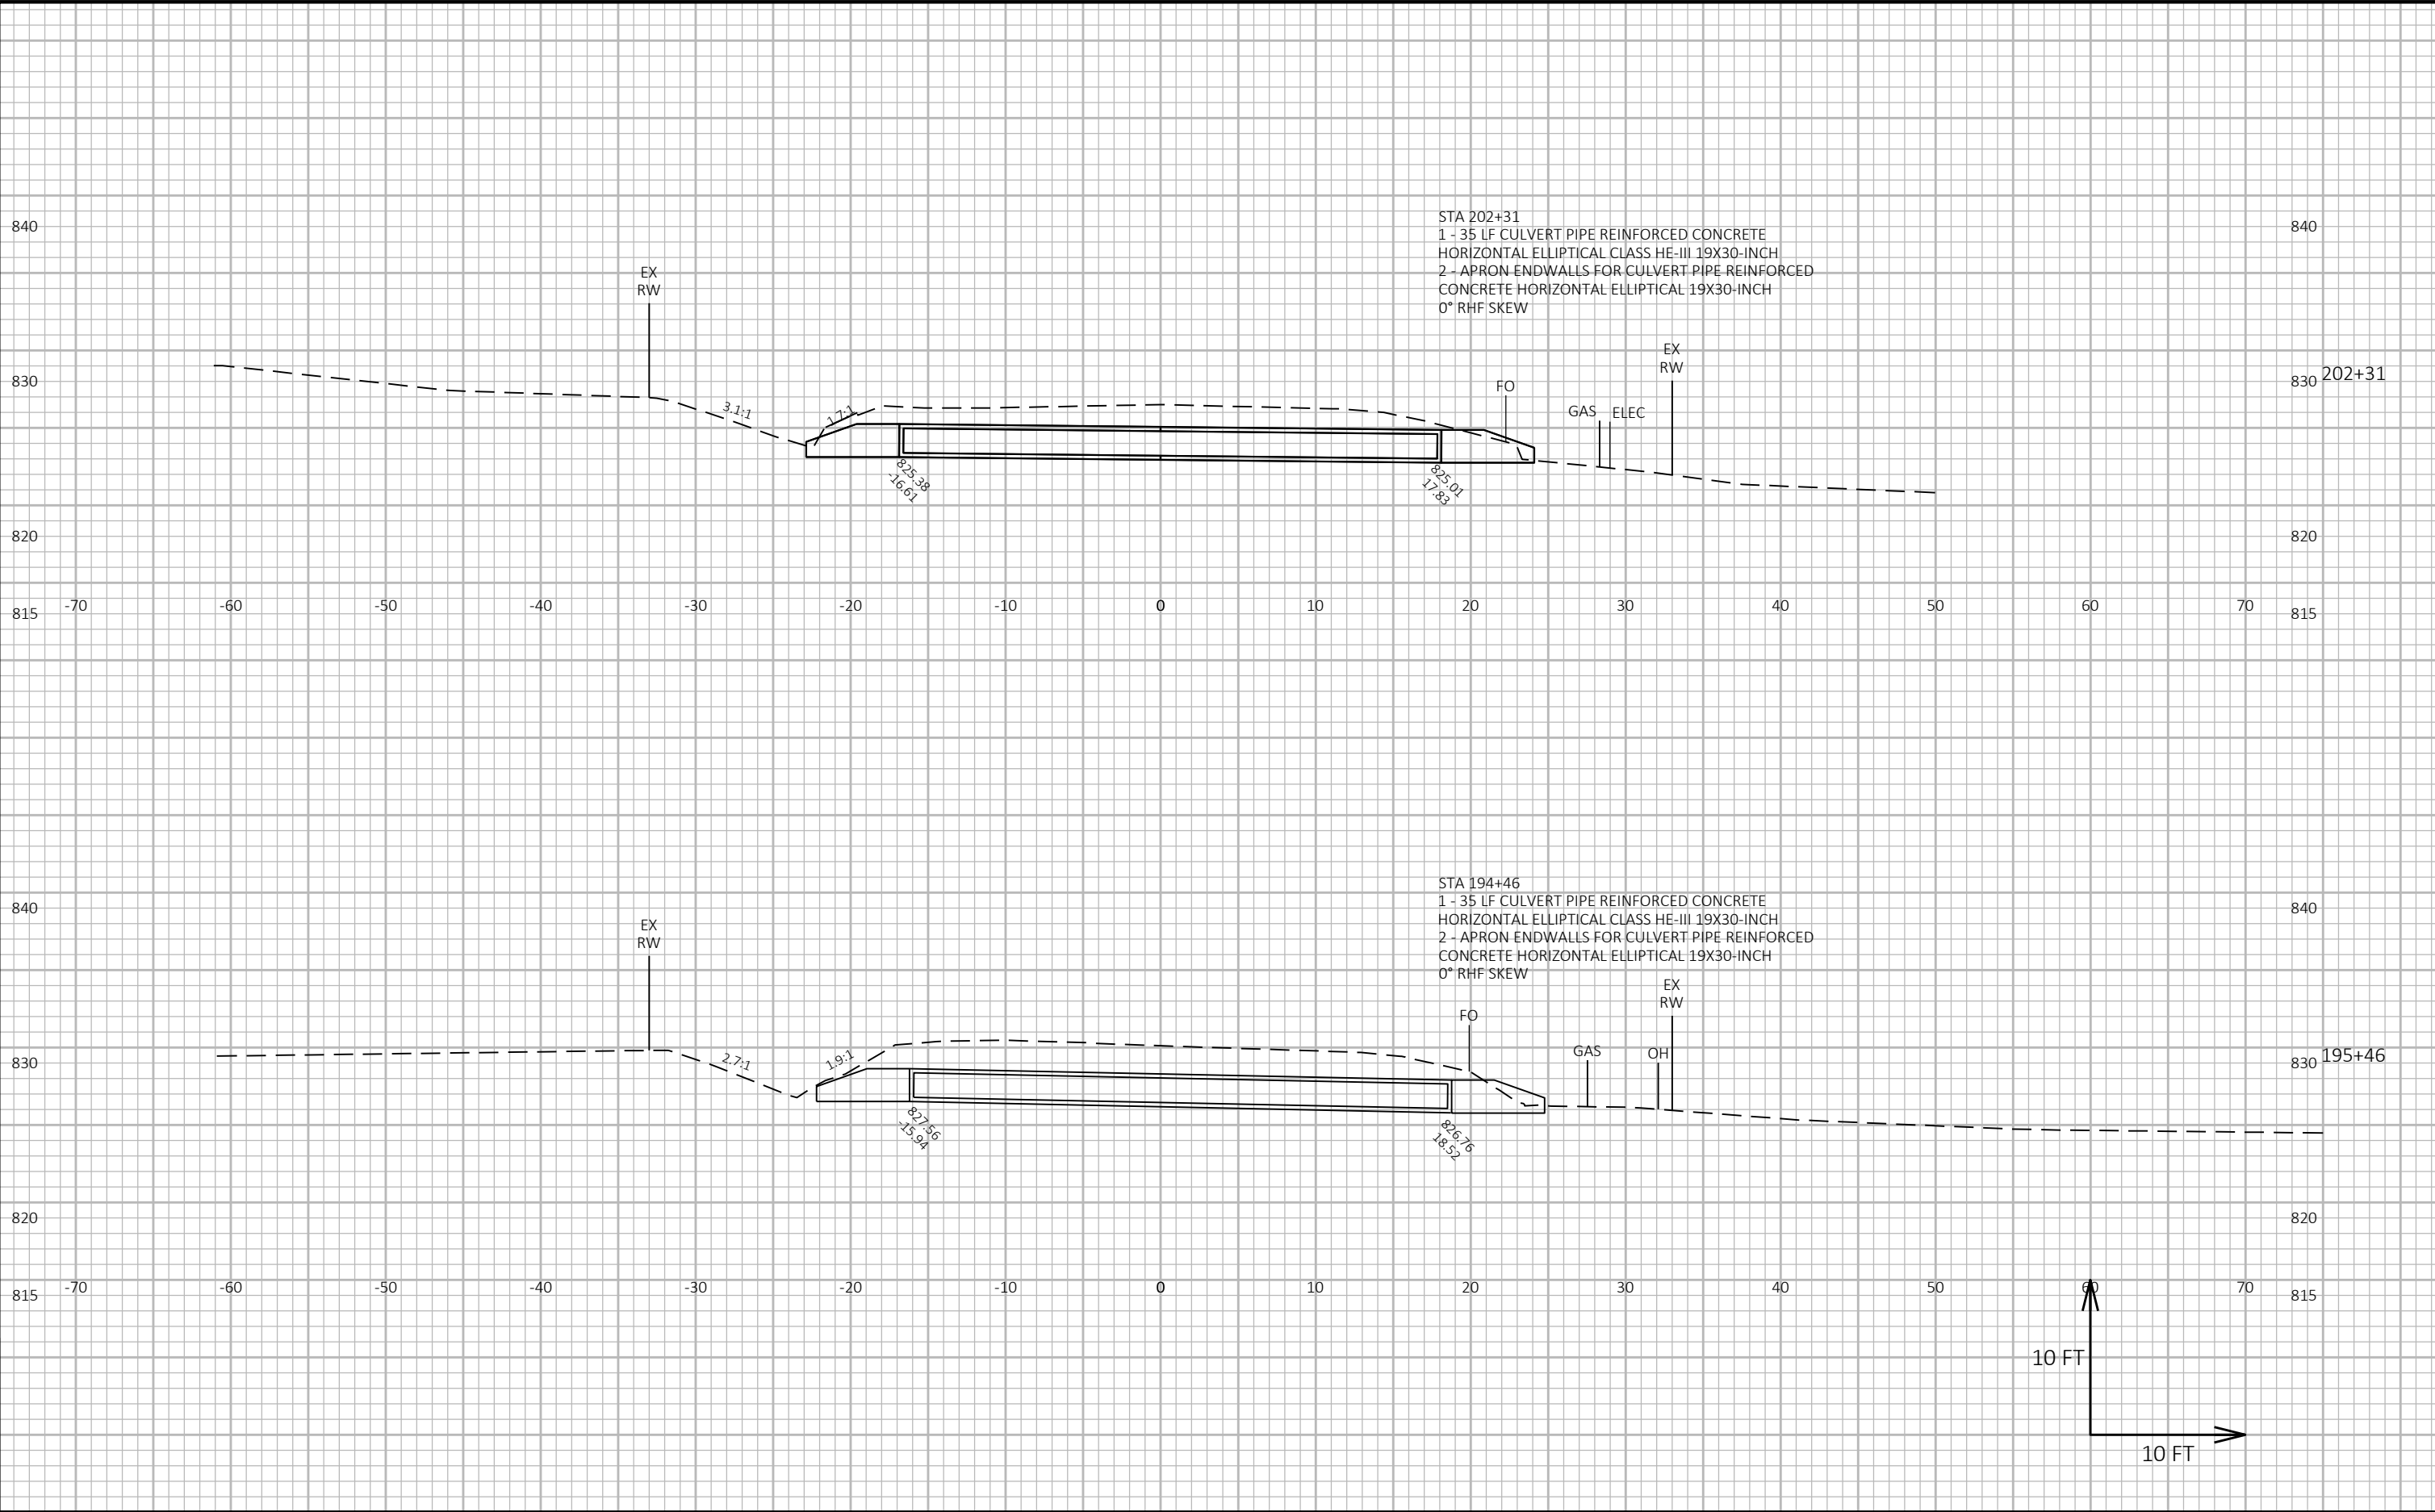 STA 202+31
840
840
1 - 35 LF CULVERT PIPE REINFORCED CONCRETE
HORIZONTAL ELLIPTICAL CLASS HE-III 19X30-INCH
2 - APRON ENDWALLS FOR CULVERT PIPE REINFORCED
CONCRETE HORIZONTAL ELLIPTICAL 19X30-INCH
0° RHF SKEW
EX
RW
EX
RW
830
830
202+31
FO
GAS
ELEC
3.1:1
1.7:1
825.38
-16.61
825.01
17.83
820
820
-70 -60 -50 -40 -30 -20 -10 0 10 20 30 40 50 60 70
815
815
STA 194+46
1 - 35 LF CULVERT PIPE REINFORCED CONCRETE
840
840
HORIZONTAL ELLIPTICAL CLASS HE-III 19X30-INCH
2 - APRON ENDWALLS FOR CULVERT PIPE REINFORCED
CONCRETE HORIZONTAL ELLIPTICAL 19X30-INCH
0° RHF SKEW
EX
RW
EX
RW
FO
GAS
OH
830
830
195+46
2.7:1
1.9:1
827.56
-15.94
826.76
18.52
820
820
-70 -60 -50 -40 -30 -20 -10 0 10 20 30 40 50 60 70
815
815
10 FT
10 FT